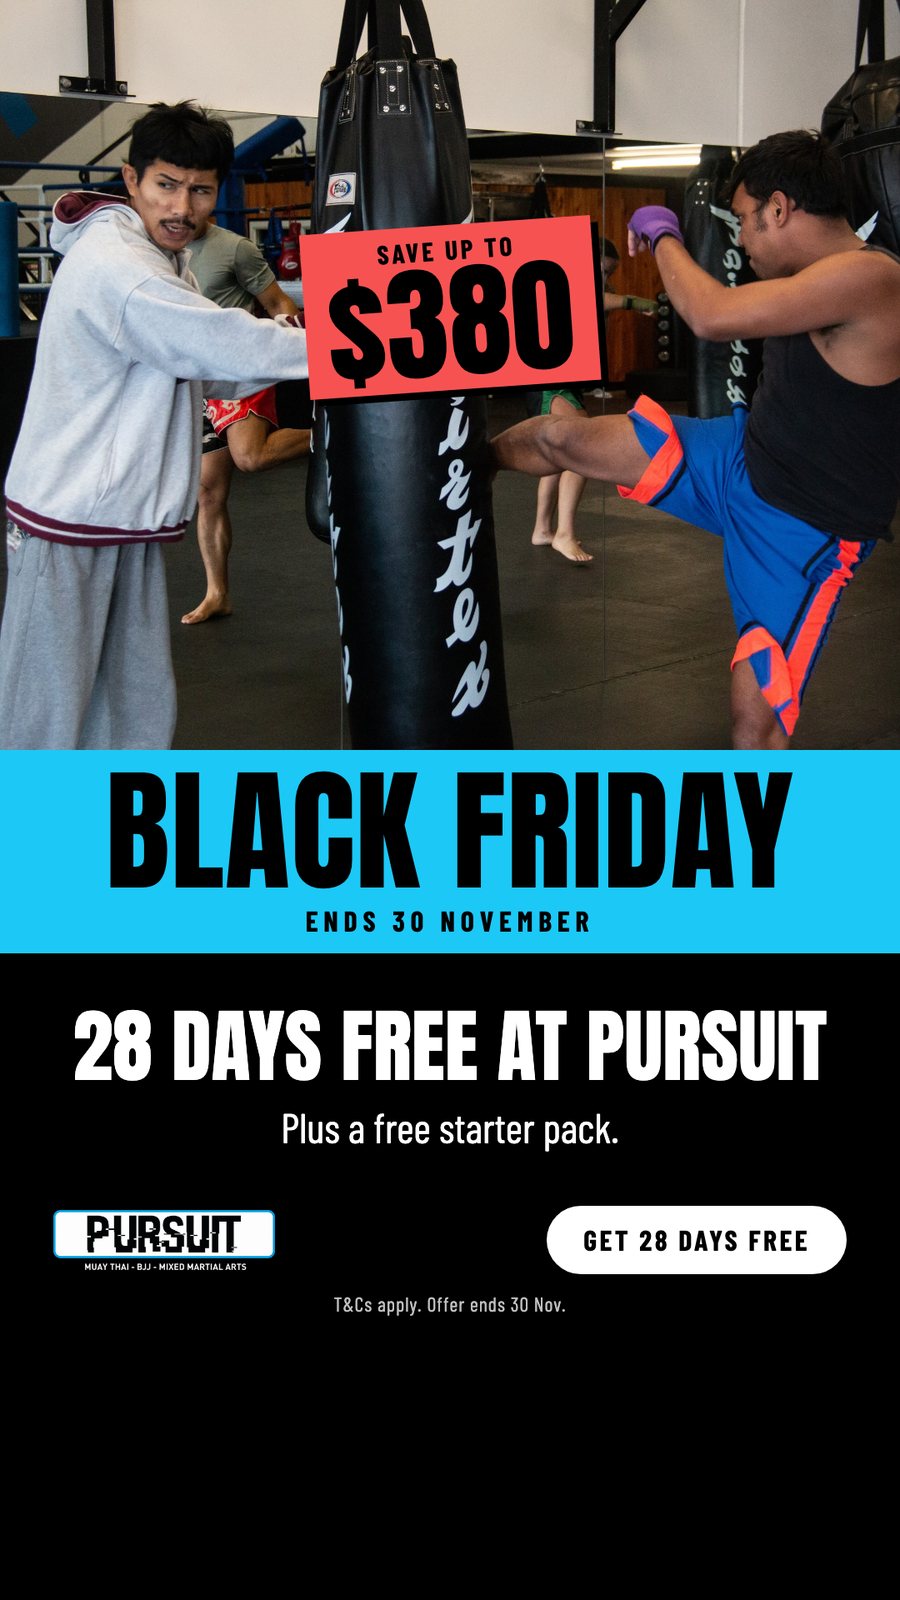 SAVE UP TO
$380
irtex
BLACK FRIDAY
ENDS 30 NOVEMBER
28 DAYS FREE AT PURSUIT
Plus a free starter pack.
PURSUIT
MUAY THAI - BJJ - MIXED MARTIAL ARTS
GET 28 DAYS FREE
T&Cs apply. Offer ends 30 Nov.